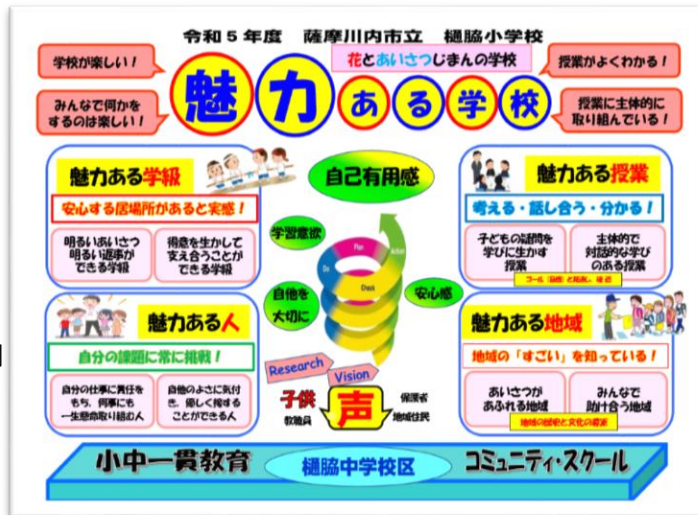 令和5年度 薩摩川内市立 樋脇小学校
学校が楽しい！
花とあいさつじまんの学校
授業がよくわかる！
みんなで何かを
するのは楽しい！
魅力ある学校
授業に主体的に
取り組んでいる！
魅力ある学級
安心する居場所があると実感！
明るいあいさつ
明るい返事が
できる学級
得意を生かして
支え合うことが
できる学級
自己有用感
学習意欲
自他を
大切に
安心感
Plan
Do
Check
Action
魅力ある授業
考える・話し合う・分かる！
子どもの疑問を
学びに生かす
授業
主体的で
対話的な学び
のある授業
魅力ある人
自分の課題に常に挑戦！
自分の仕事に責任を
もち、何事にも
一生懸命取り組む人
自他のよさに気付
き、優しく接する
ことができる人
Research
Vision
子供
教職員
声
保護者
地域住民
魅力ある地域
地域の「すごい」を知っている！
あいさつが
あふれる地域
みんなで
助け合う地域
小中一貫教育
樋脇中学校区
コミュニティ・スクール